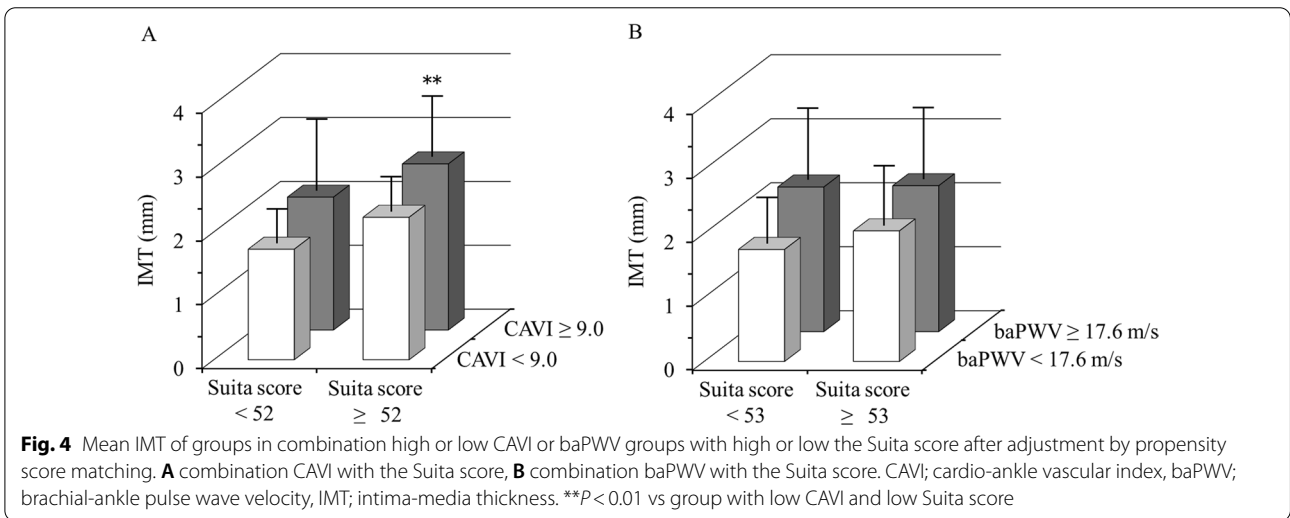 A
B
**
4
3
2
1
0
IMT (mm)
CAVI ≥ 9.0
CAVI < 9.0
Suita score
< 52
Suita score
≥ 52
4
3
2
1
0
IMT (mm)
baPWV ≥ 17.6 m/s
baPWV < 17.6 m/s
Suita score
< 53
Suita score
≥ 53
Fig. 4 Mean IMT of groups in combination high or low CAVI or baPWV groups with high or low the Suita score after adjustment by propensity
score matching. A combination CAVI with the Suita score, B combination baPWV with the Suita score. CAVI; cardio-ankle vascular index, baPWV;
brachial-ankle pulse wave velocity, IMT; intima-media thickness. **P < 0.01 vs group with low CAVI and low Suita score